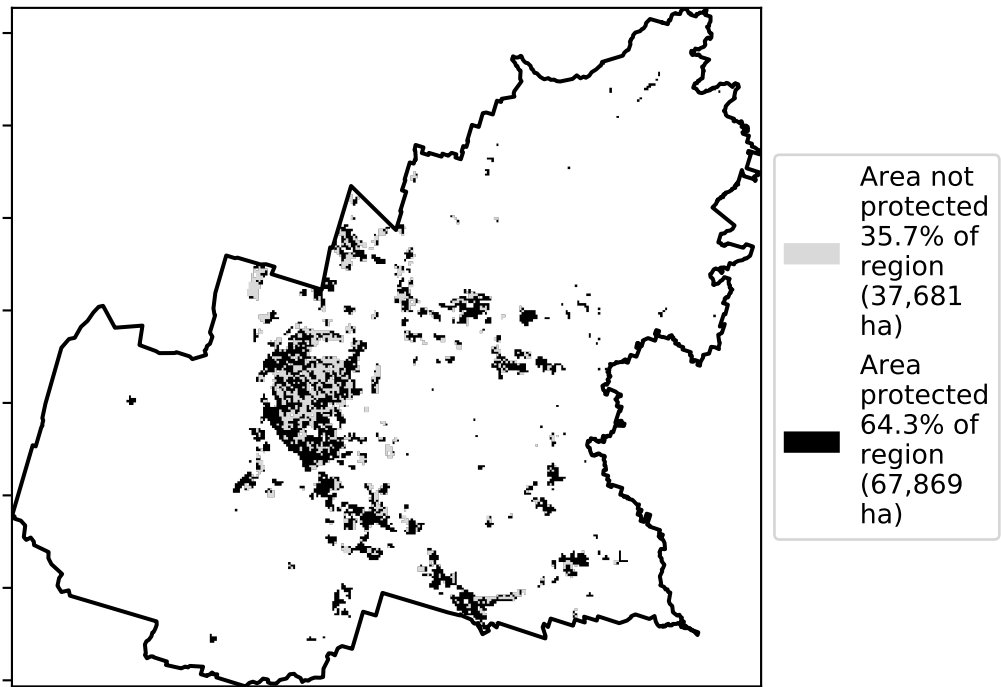 Area not
protected
35.7% of
region
(37,681
ha)
Area
protected
64.3% of
region
(67,869
ha)